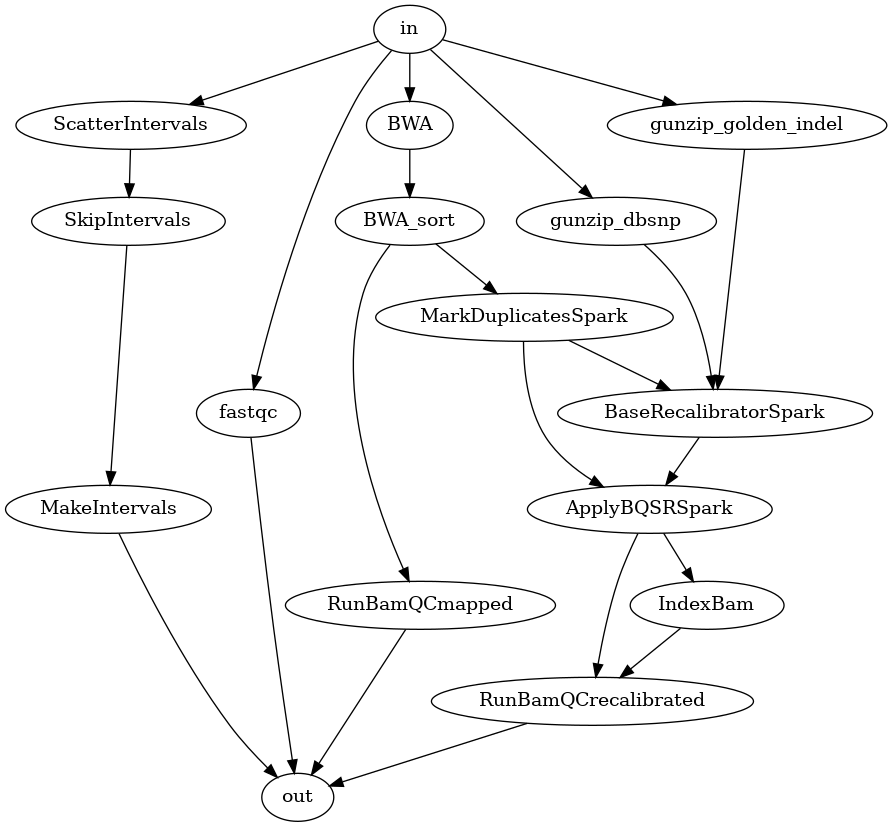 in
ScatterIntervals
BWA
gunzip_golden_indel
SkipIntervals
BWA_sort
gunzip_dbsnp
MarkDuplicatesSpark
fastqc
BaseRecalibratorSpark
MakeIntervals
ApplyBQSRSpark
RunBamQCmapped
IndexBam
RunBamQCrecalibrated
out